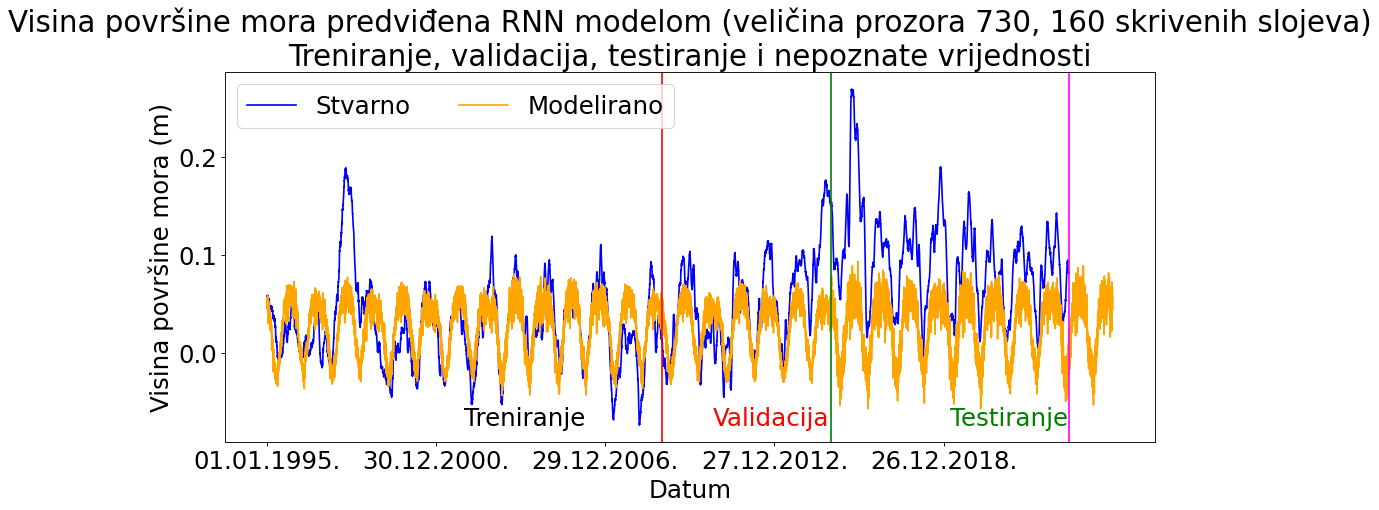 Visina površine mora predviđena RNN modelom (veličina prozora 730, 160 skrivenih slojeva)
Treniranje, validacija, testiranje i nepoznate vrijednosti
Stvarno Modelirano
Visina površine mora (m)
0.2
0.1
0.0
Treniranje Validacija Testiranje
01.01.1995. 30.12.2000. 29.12.2006. 27.12.2012. 26.12.2018.
Datum